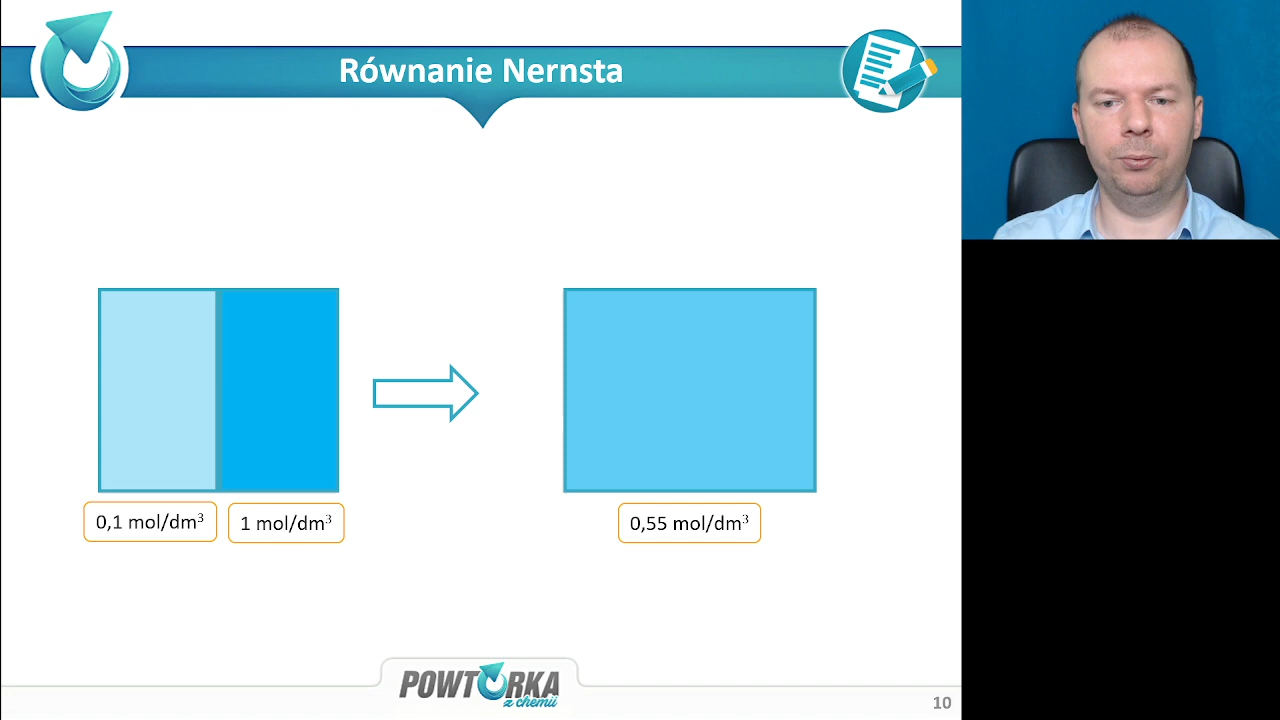 Równanie Nernsta
0,1 mol/dm³
1 mol/dm³
0,55 mol/dm³
POWTÓRKA
z chemii
10